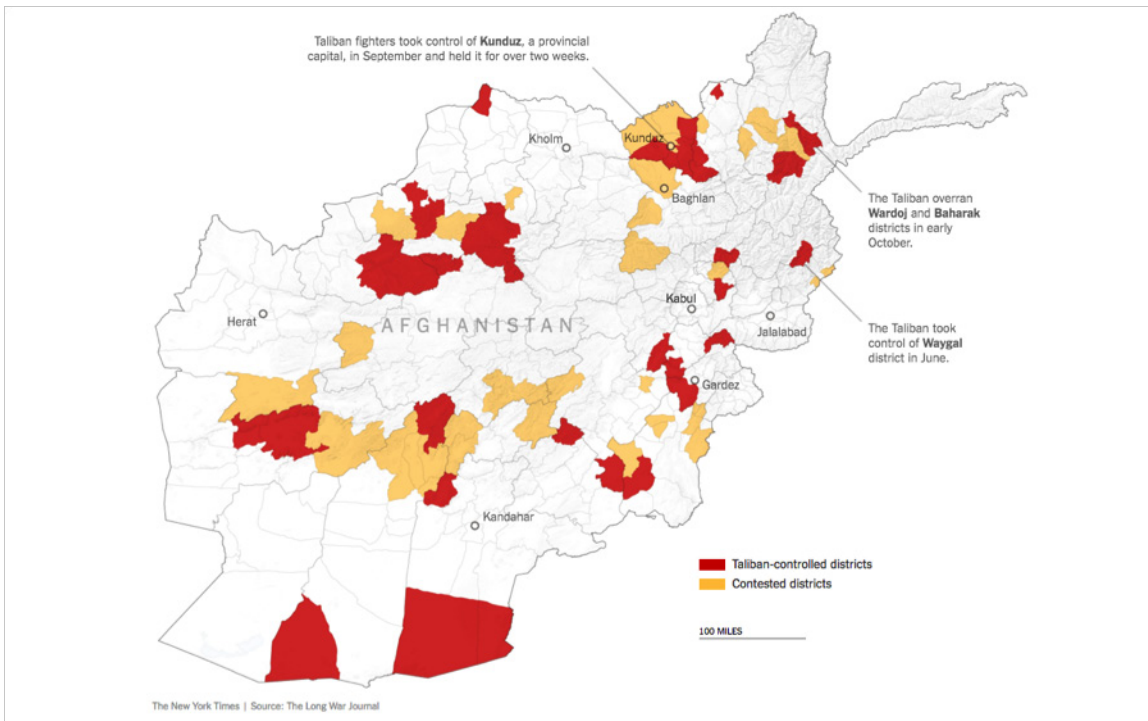 Taliban fighters took control of Kunduz, a provincial
capital, in September and held it for over two weeks.
Kholm
Kunduz
Baghlan
The Taliban overran
Wardoj and Baharak
districts in early
October.
Kabul
Herat
AFGHANISTAN
Jalalabad
The Taliban took
control of Waygal
district in June.
Gardez
Kandahar
Taliban-controlled districts
Contested districts
100 MILES
The New York Times | Source: The Long War Journal